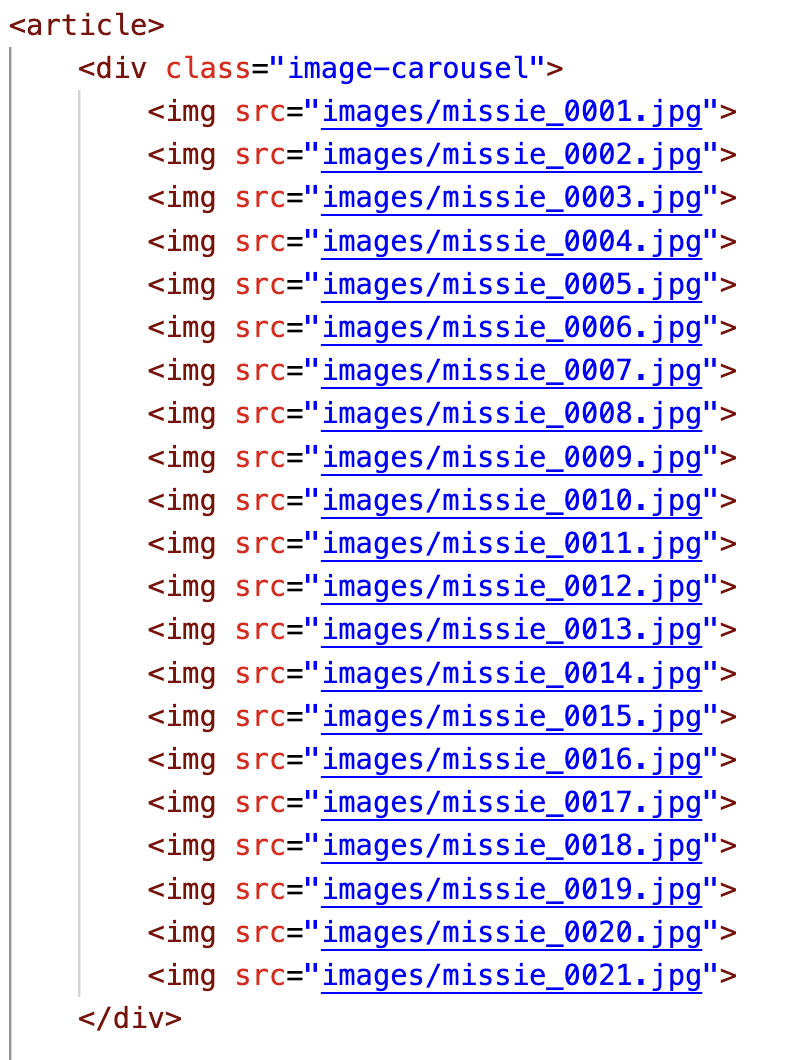 <article>
<div class="image-carousel">
<img src="images/missie_0001.jpg">
<img src="images/missie_0002.jpg">
<img src="images/missie_0003.jpg">
<img src="images/missie_0004.jpg">
<img src="images/missie_0005.jpg">
<img src="images/missie_0006.jpg">
<img src="images/missie_0007.jpg">
<img src="images/missie_0008.jpg">
<img src="images/missie_0009.jpg">
<img src="images/missie_0010.jpg">
<img src="images/missie_0011.jpg">
<img src="images/missie_0012.jpg">
<img src="images/missie_0013.jpg">
<img src="images/missie_0014.jpg">
<img src="images/missie_0015.jpg">
<img src="images/missie_0016.jpg">
<img src="images/missie_0017.jpg">
<img src="images/missie_0018.jpg">
<img src="images/missie_0019.jpg">
<img src="images/missie_0020.jpg">
<img src="images/missie_0021.jpg">
</div>